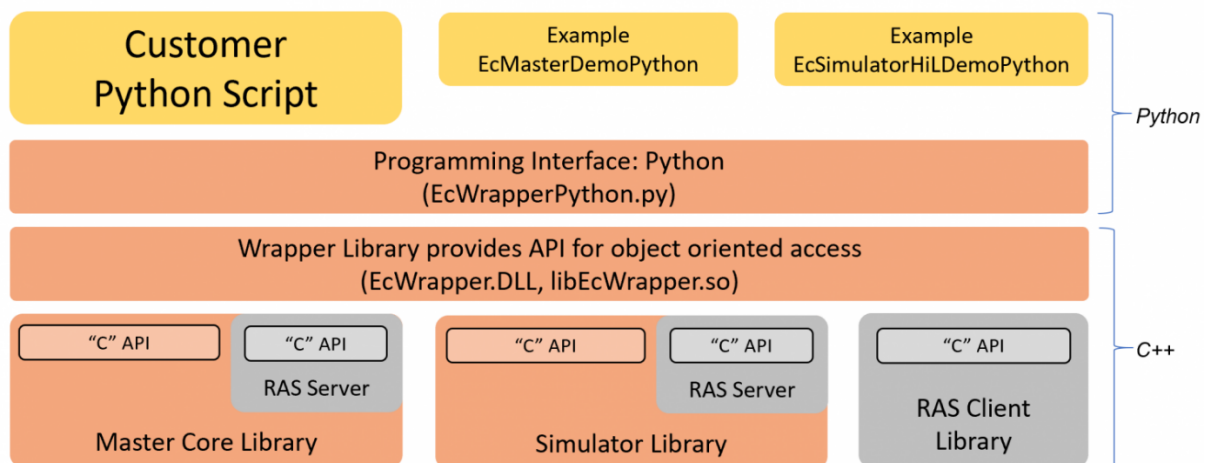 Customer
Python Script
Example
EcMasterDemoPython
Example
EcSimulatorHiLDemoPython
Python
Programming Interface: Python
(EcWrapperPython.py)
Wrapper Library provides API for object oriented access
(EcWrapper.DLL, libEcWrapper.so)
“C” API
“C” API
RAS Server
Master Core Library
“C” API
“C” API
RAS Server
Simulator Library
“C” API
RAS Client
Library
C++